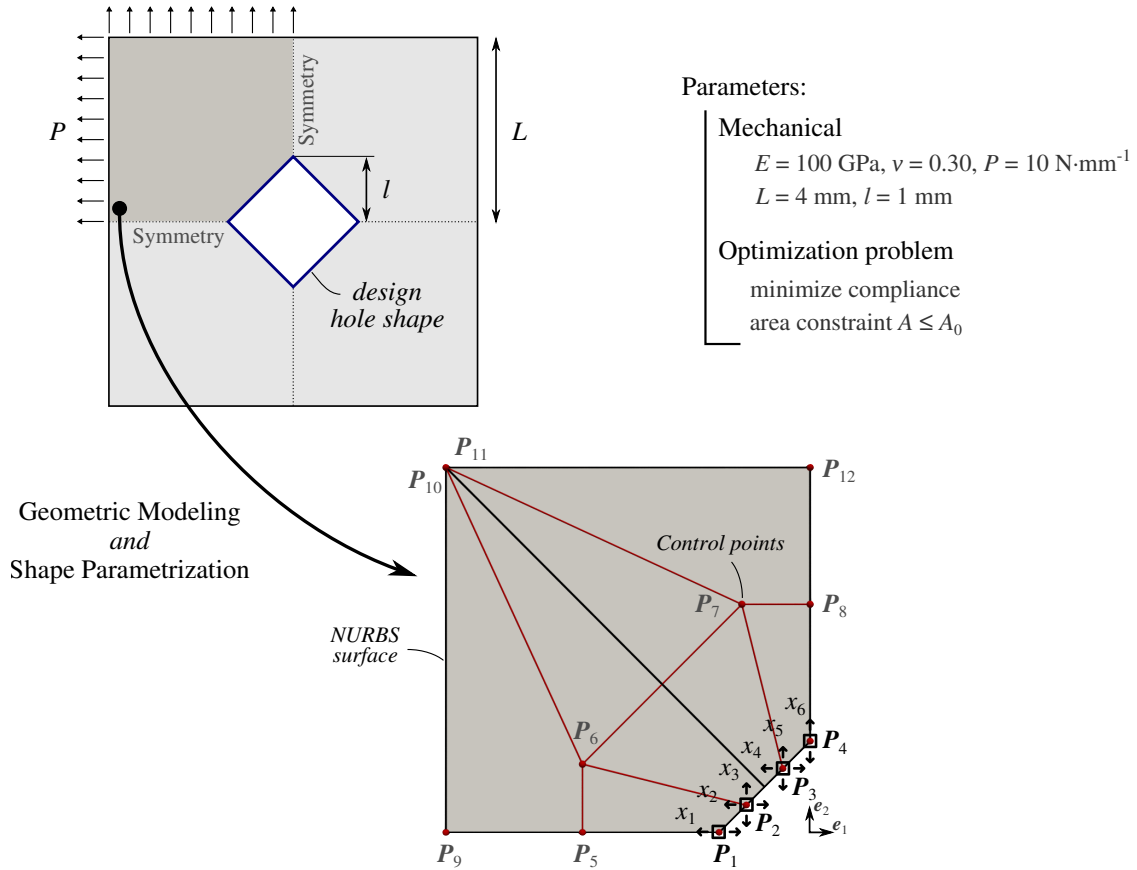 P
Symmetry
L
l
Symmetry
design
hole shape
Parameters:
Mechanical
E = 100 GPa, ν = 0.30, P = 10 N·mm⁻¹
L = 4 mm, l = 1 mm
Optimization problem
minimize compliance
area constraint A ≤ A₀
Geometric Modeling
and
Shape Parametrization
P₁₁
P₁₀
P₁₂
Control points
P₇
P₈
NURBS
surface
P₆
x₆
x₅
x₄
P₄
x₃
P₃
x₂
e₂
x₁
P₂
e₁
P₉
P₅
P₁